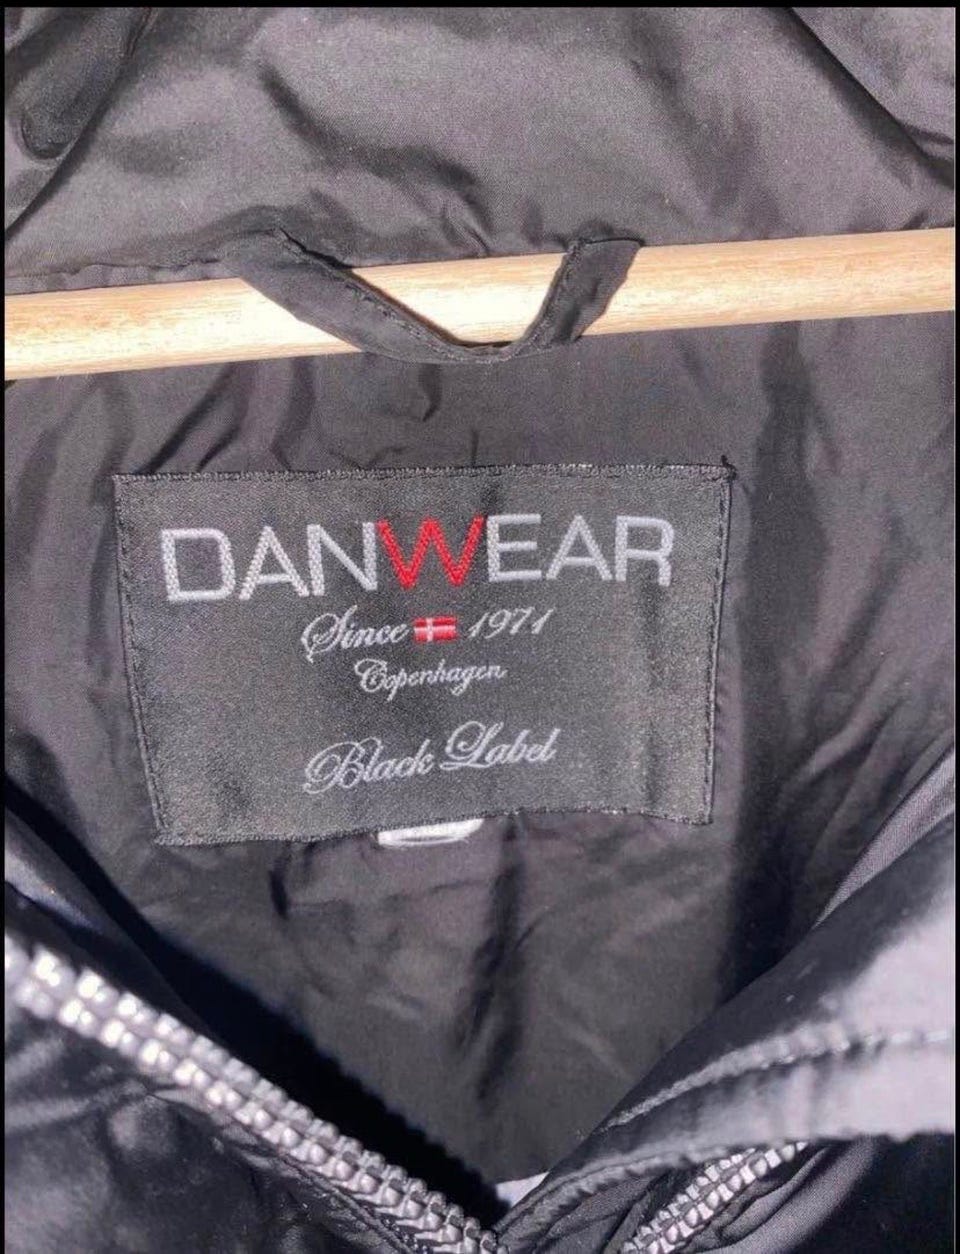 DANWEAR
Since 1971
Copenhagen
Black Label